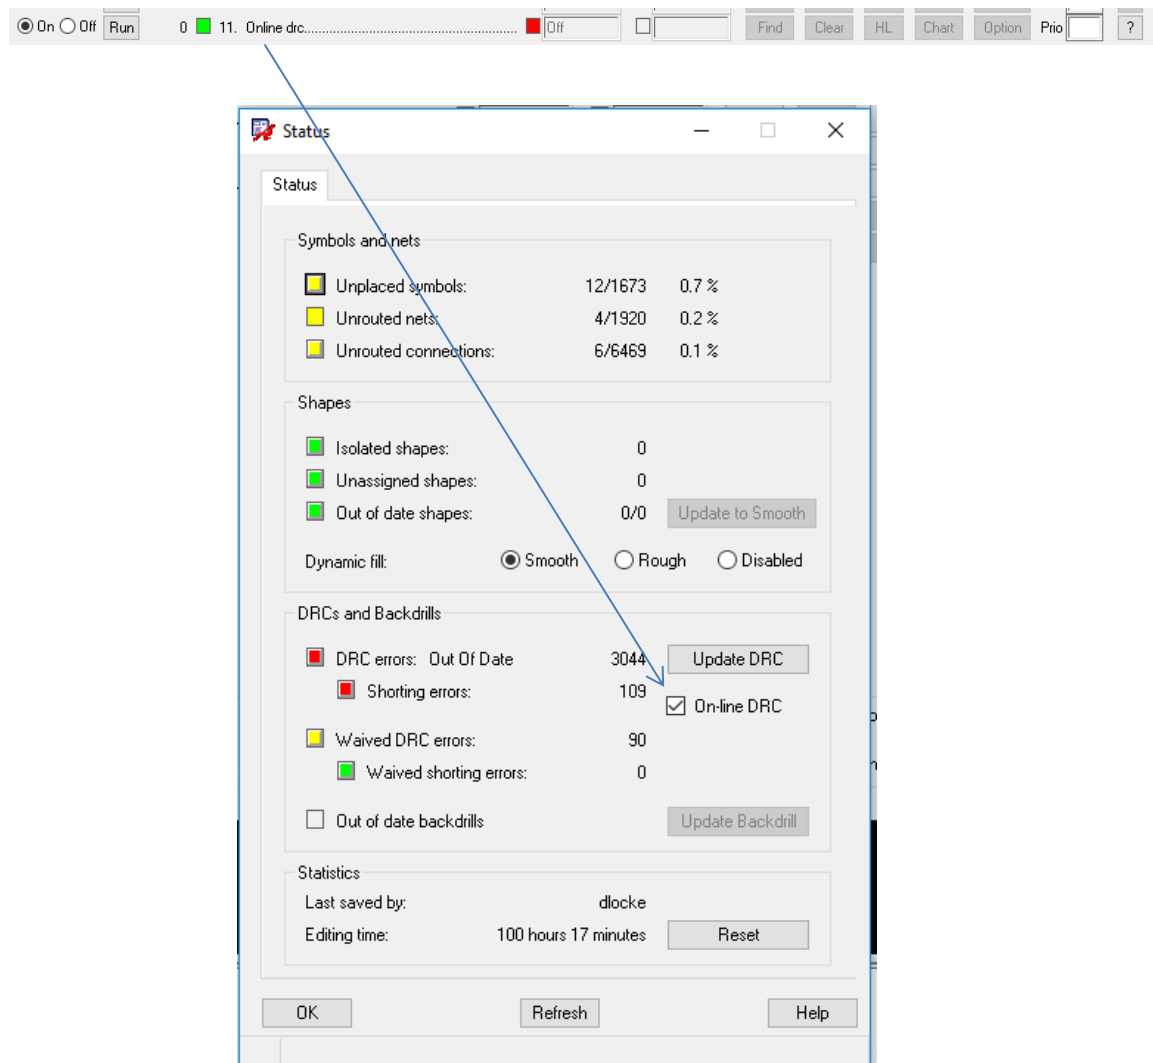 On Off Run 0 11. Online drc...................................................... Off Find Clear HL Chart Option Prio ?
Status
Status
Symbols and nets
Unplaced symbols: 12/1673 0.7 %
Unrouted nets: 4/1920 0.2 %
Unrouted connections: 6/6469 0.1 %
Shapes
Isolated shapes: 0
Unassigned shapes: 0
Out of date shapes: 0/0 Update to Smooth
Dynamic fill: Smooth Rough Disabled
DRCs and Backdrills
DRC errors: Out Of Date 3044 Update DRC
Shorting errors: 109
On-line DRC
Waived DRC errors: 90
Waived shorting errors: 0
Out of date backdrills Update Backdrill
Statistics
Last saved by: dlocke
Editing time: 100 hours 17 minutes Reset
OK Refresh Help